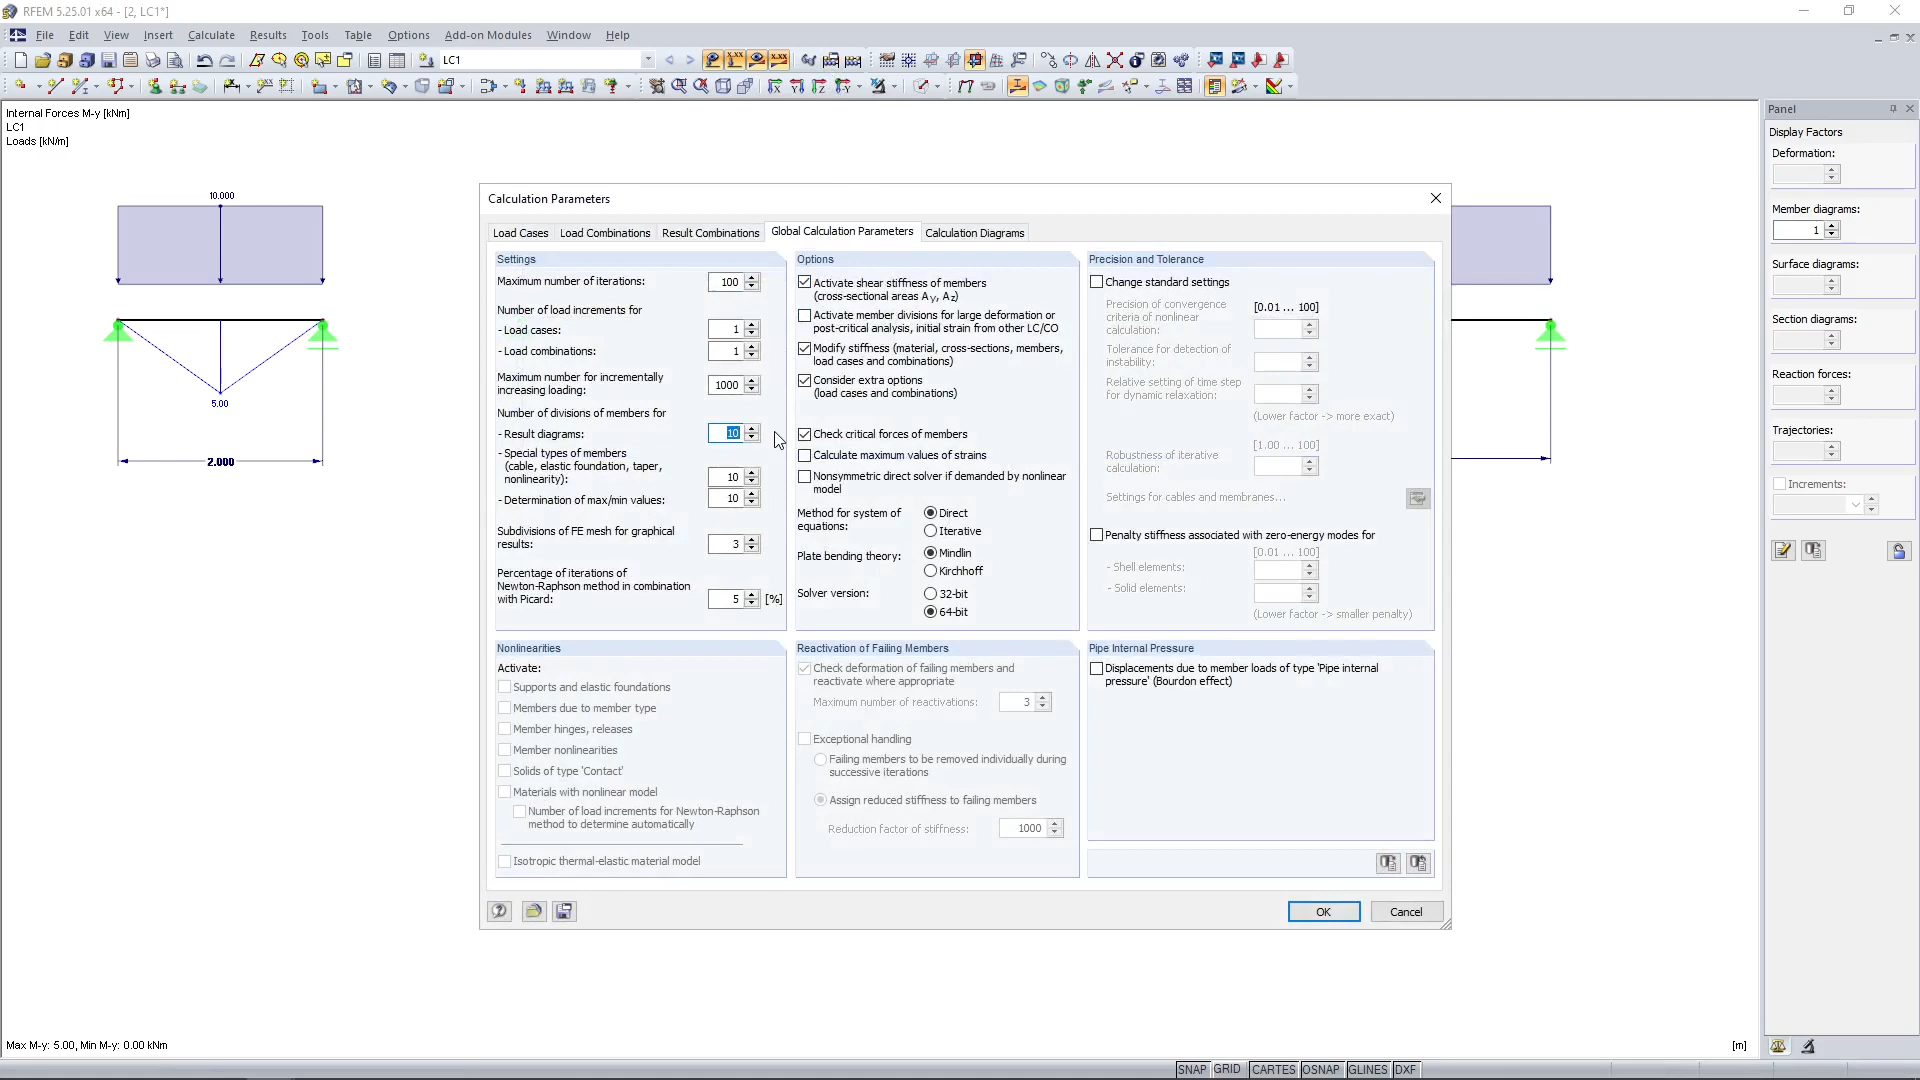 RFEM 5.25.01 x64 - [2, LC1*]
File Edit View Insert Calculate Results Tools Table Options Add-on Modules Window Help
LC1
Internal Forces M-y [kNm]
LC1
Loads [kN/m]
10.000
5.00
2.000
Calculation Parameters
Load Cases Load Combinations Result Combinations Global Calculation Parameters Calculation Diagrams
Settings
Maximum number of iterations: 100
Number of load increments for
- Load cases: 1
- Load combinations: 1
Maximum number for incrementally
increasing loading: 1000
Number of divisions of members for
- Result diagrams: 10
- Special types of members
(cable, elastic foundation, taper,
nonlinearity): 10
- Determination of max/min values: 10
Subdivisions of FE mesh for graphical
results: 3
Percentage of iterations of
Newton-Raphson method in combination
with Picard: 5 [%]
Options
Activate shear stiffness of members
(cross-sectional areas Ay, Az)
Activate member divisions for large deformation or
post-critical analysis, initial strain from other LC/CO
Modify stiffness (material, cross-sections, members,
load cases and combinations)
Consider extra options
(load cases and combinations)
Check critical forces of members
Calculate maximum values of strains
Nonsymmetric direct solver if demanded by nonlinear
model
Method for system of
equations:
Direct
Iterative
Plate bending theory:
Mindlin
Kirchhoff
Solver version:
32-bit
64-bit
Precision and Tolerance
Change standard settings
Precision of convergence
criteria of nonlinear
calculation:
[0.01 ... 100]
Tolerance for detection of
instability:
Relative setting of time step
for dynamic relaxation:
(Lower factor -> more exact)
[1.00 ... 100]
Robustness of iterative
calculation:
Settings for cables and membranes...
Penalty stiffness associated with zero-energy modes for
[0.01 ... 100]
- Shell elements:
- Solid elements:
(Lower factor -> smaller penalty)
Nonlinearities
Activate:
Supports and elastic foundations
Members due to member type
Member hinges, releases
Member nonlinearities
Solids of type 'Contact'
Materials with nonlinear model
Number of load increments for Newton-Raphson
method to determine automatically
Isotropic thermal-elastic material model
Reactivation of Failing Members
Check deformation of failing members and
reactivate where appropriate
Maximum number of reactivations: 3
Exceptional handling
Failing members to be removed individually during
successive iterations
Assign reduced stiffness to failing members
Reduction factor of stiffness: 1000
Pipe Internal Pressure
Displacements due to member loads of type 'Pipe internal
pressure' (Bourdon effect)
OK Cancel
Panel
Display Factors
Deformation:
Member diagrams:
1
Surface diagrams:
Section diagrams:
Reaction forces:
Trajectories:
Increments:
Max M-y: 5.00, Min M-y: 0.00 kNm
[m]
SNAP GRID CARTES OSNAP GLINES DXF